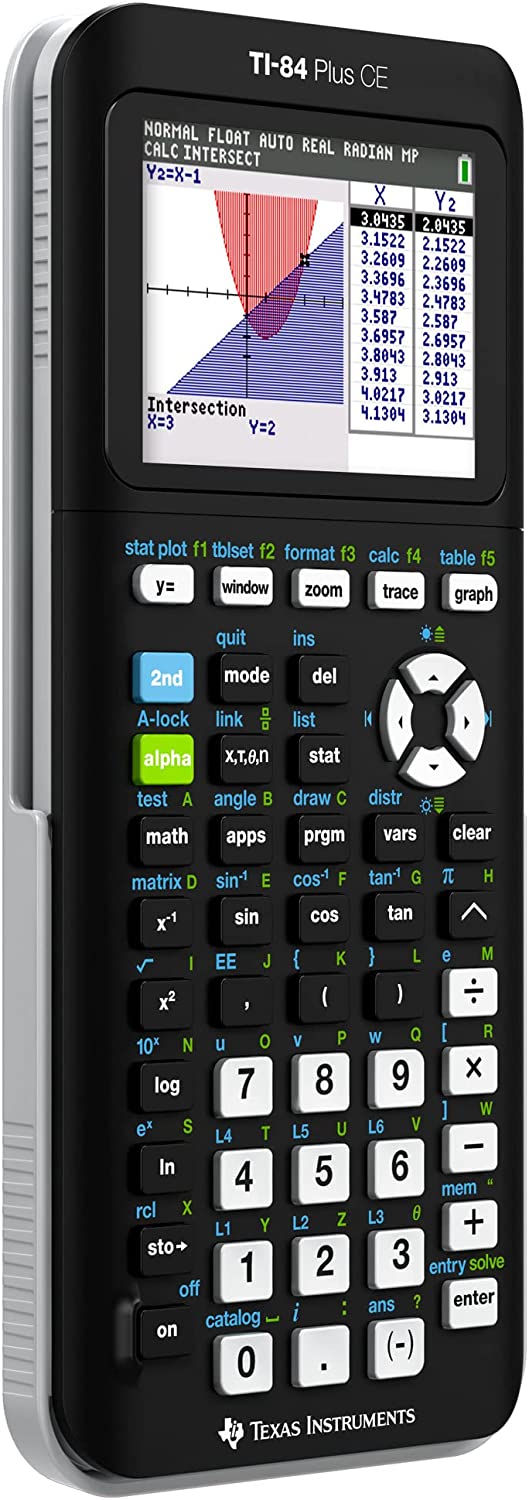 TI-84 Plus CE
NORMAL FLOAT AUTO REAL RADIAN MP
CALC INTERSECT
Y2=X-1
X Y2
3.0435 2.0435
3.1522 2.1522
3.2609 2.2609
3.3696 2.3696
3.4783 2.4783
3.587 2.587
3.6957 2.6957
3.8043 2.8043
3.913 2.913
4.0217 3.0217
4.1304 3.1304
Intersection
X=3 Y=2
stat plot f1 tblset f2 format f3 calc f4 table f5
y= window zoom trace graph
quit ins
2nd mode del
A-lock link list
alpha X,T,θ,n stat
test A angle B draw C distr
math apps prgm vars clear
matrix D sin⁻¹ E cos⁻¹ F tan⁻¹ G π H
x⁻¹ sin cos tan ^
√ I EE J { K } L e M
x² , ( ) ÷
10ˣ N u O v P w Q [ R
log 7 8 9 ×
eˣ S L4 T L5 U L6 V ] W
ln 4 5 6 −
rcl X L1 Y L2 Z L3 θ mem "
sto→ 1 2 3 +
off catalog ⎵ i : ans ? entry solve
on 0 . (-) enter
TEXAS INSTRUMENTS